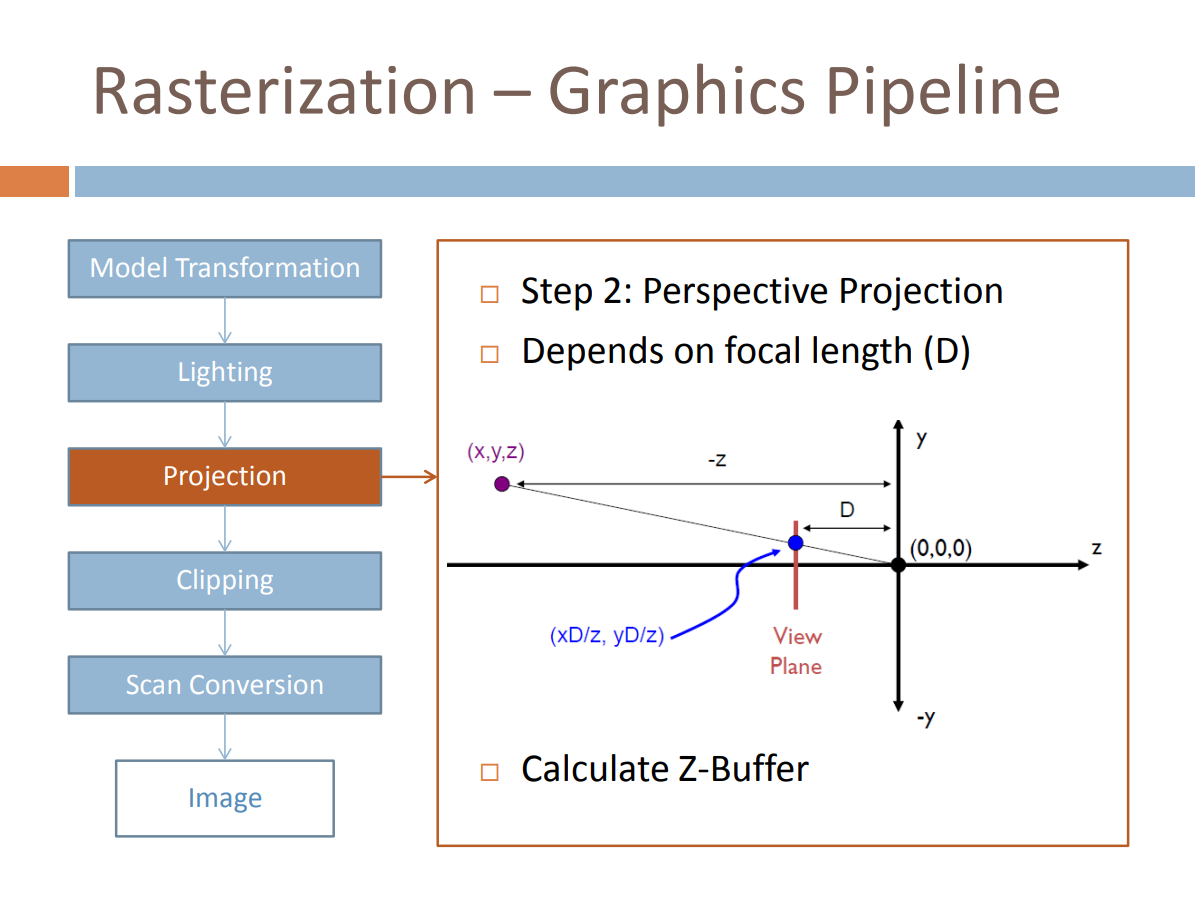 Rasterization – Graphics Pipeline
Model Transformation
Lighting
Projection
Clipping
Scan Conversion
Image
Step 2: Perspective Projection
Depends on focal length (D)
(x,y,z)
-z
y
D
(0,0,0)
z
(xD/z, yD/z)
View
Plane
-y
Calculate Z-Buffer